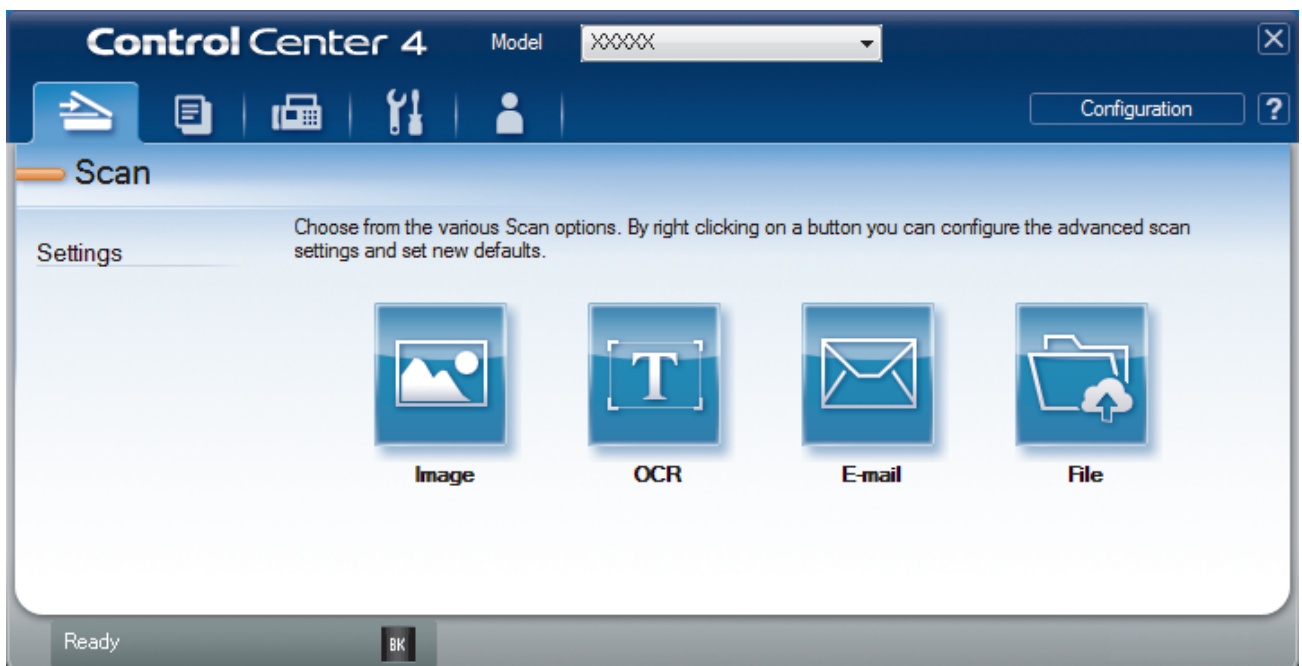 Control Center 4
Model XXXXX
Configuration ?
Scan
Settings
Choose from the various Scan options. By right clicking on a button you can configure the advanced scan
settings and set new defaults.
T
Image OCR E-mail File
Ready BK